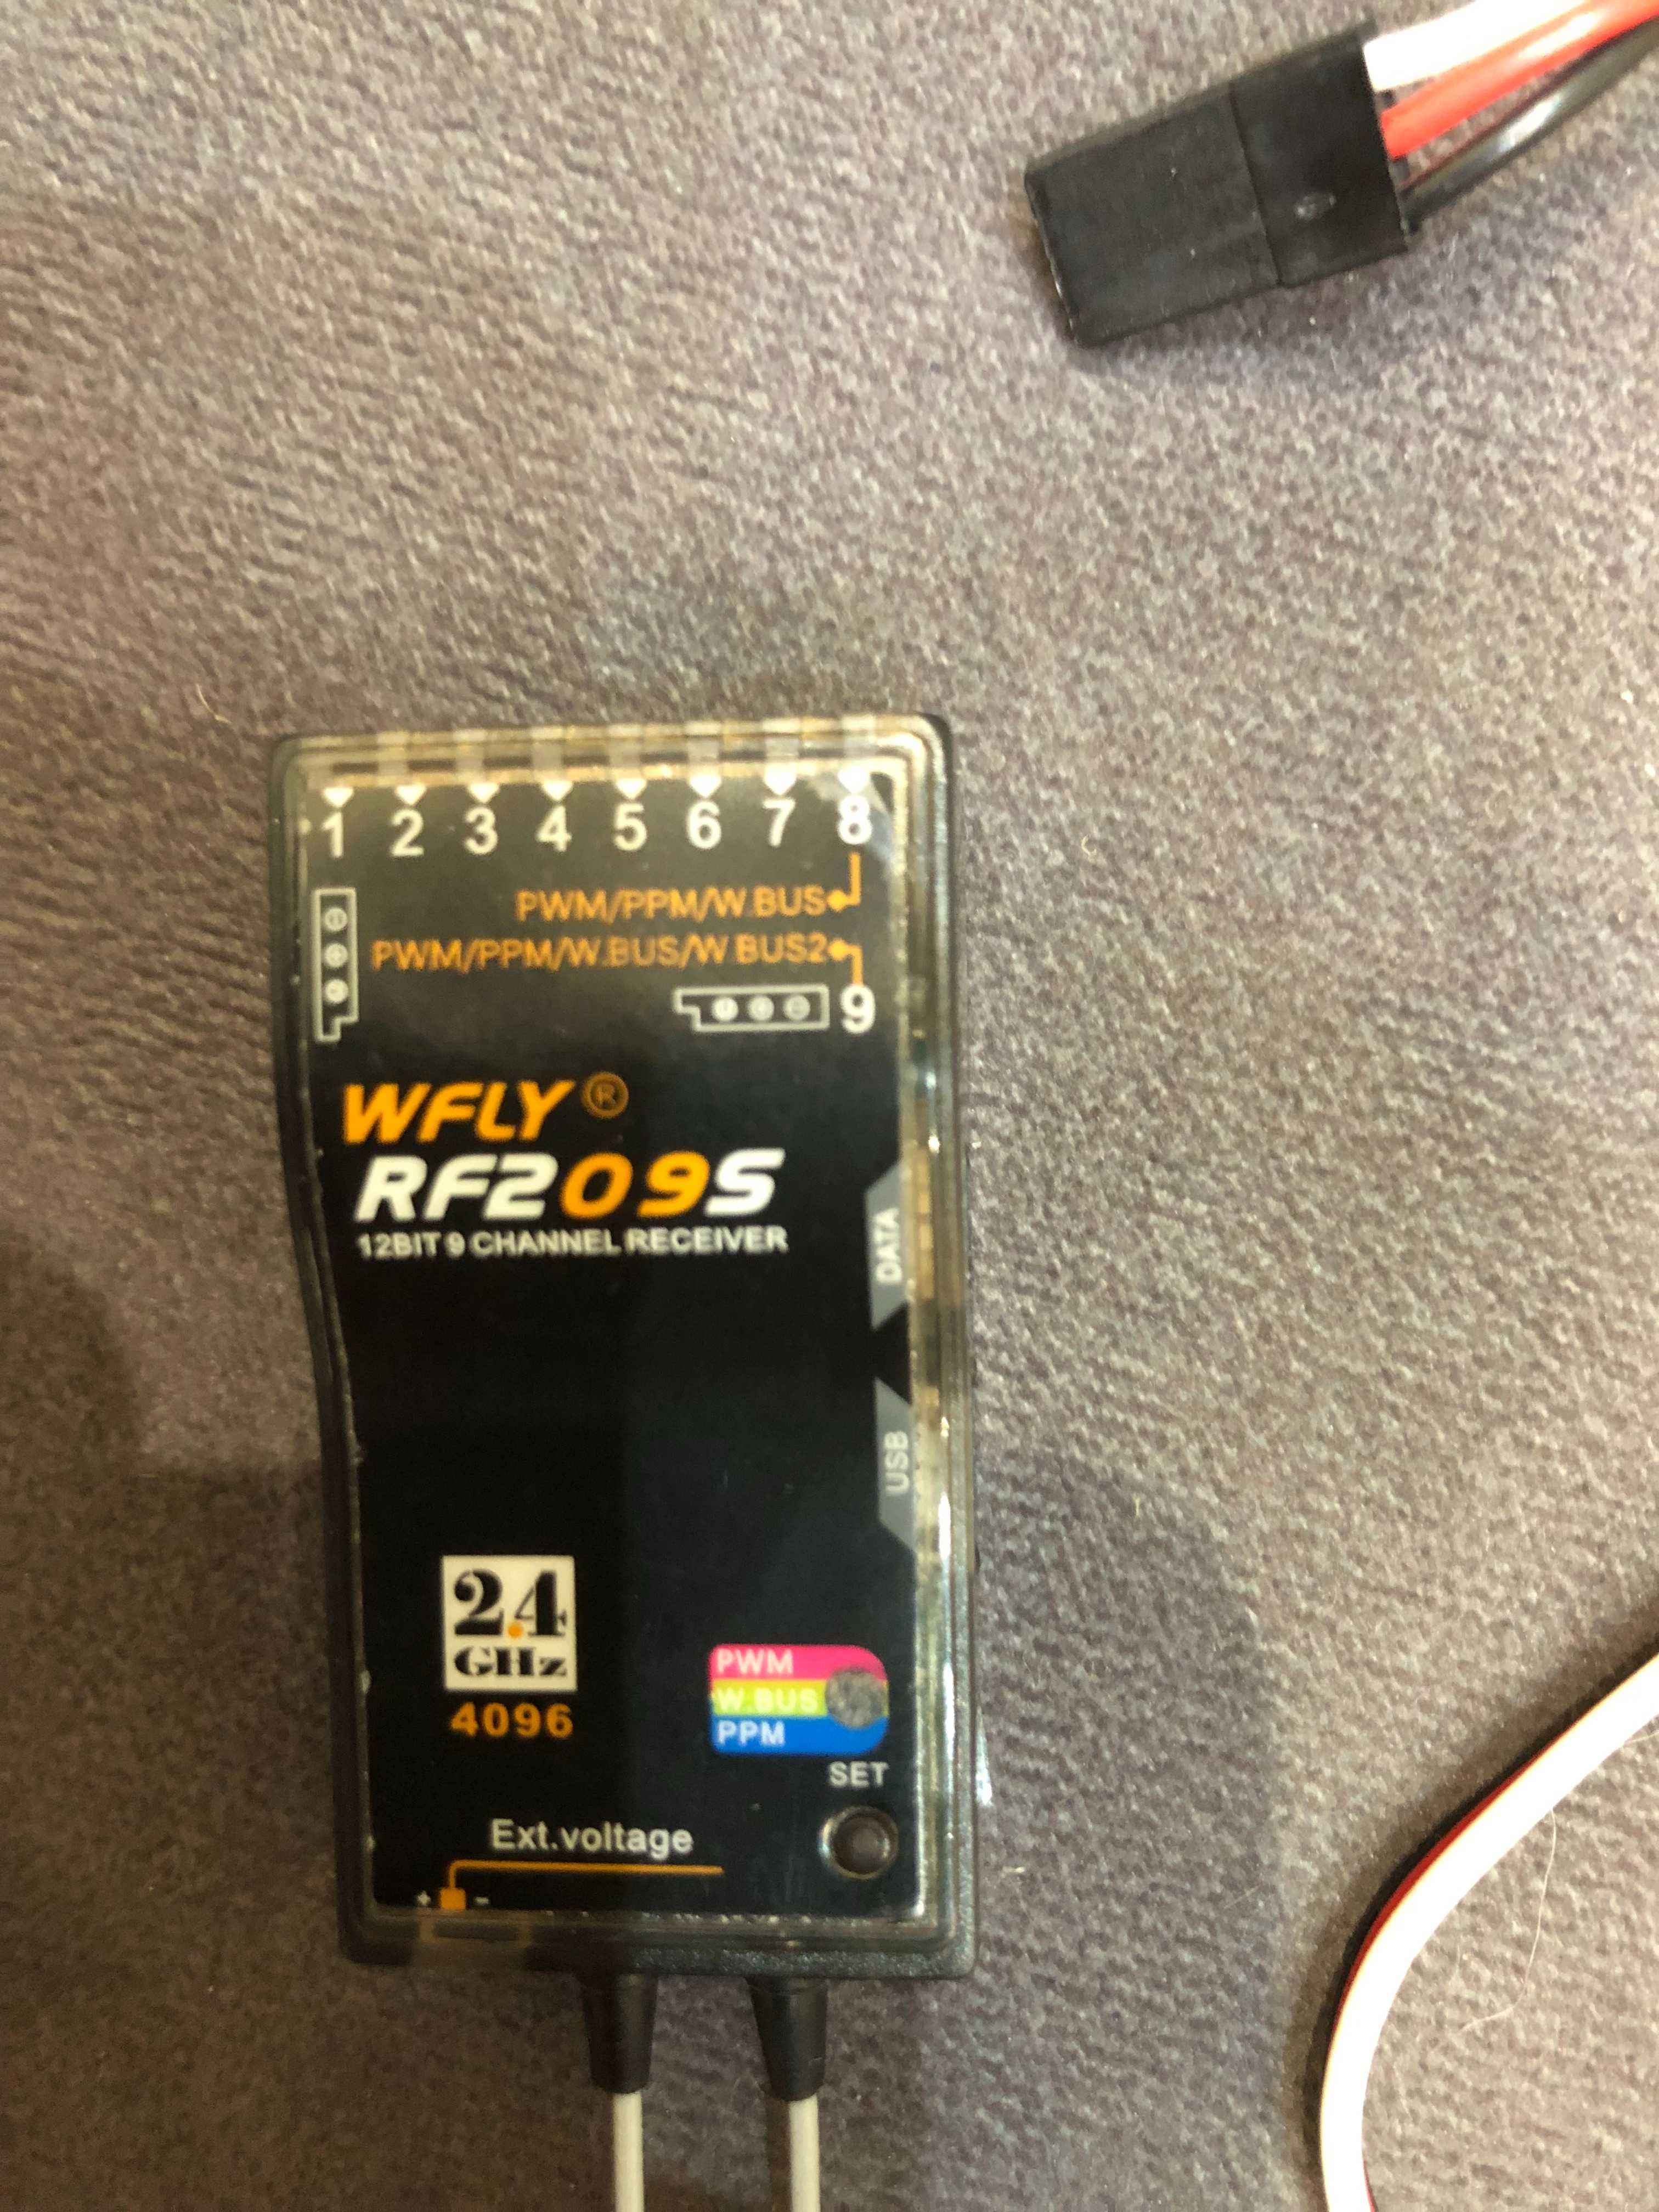 1 2 3 4 5 6 7 8
PWM/PPM/W.BUS
PWM/PPM/W.BUS/W.BUS2
9
WFLY®
RF209S
12BIT 9 CHANNEL RECEIVER
DATA
USB
2.4
GHz
4096
PWM
W.BUS
PPM
SET
Ext.voltage
+ -